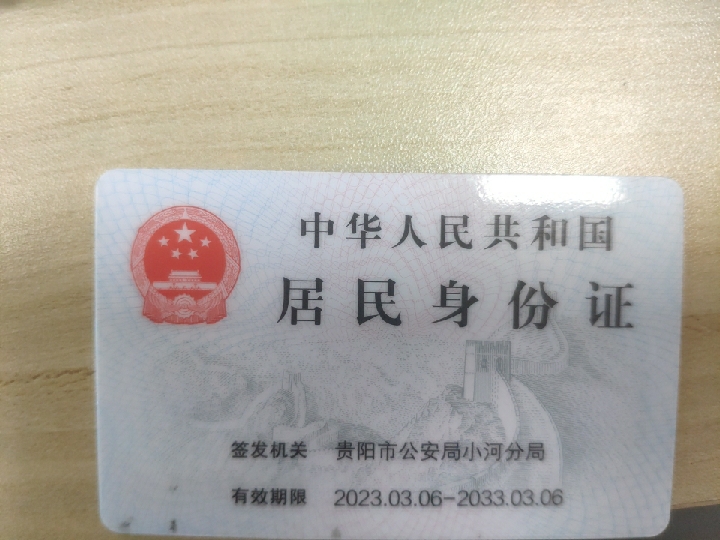 中华人民共和国
居民身份证
签发机关 贵阳市公安局小河分局
有效期限 2023.03.06-2033.03.06